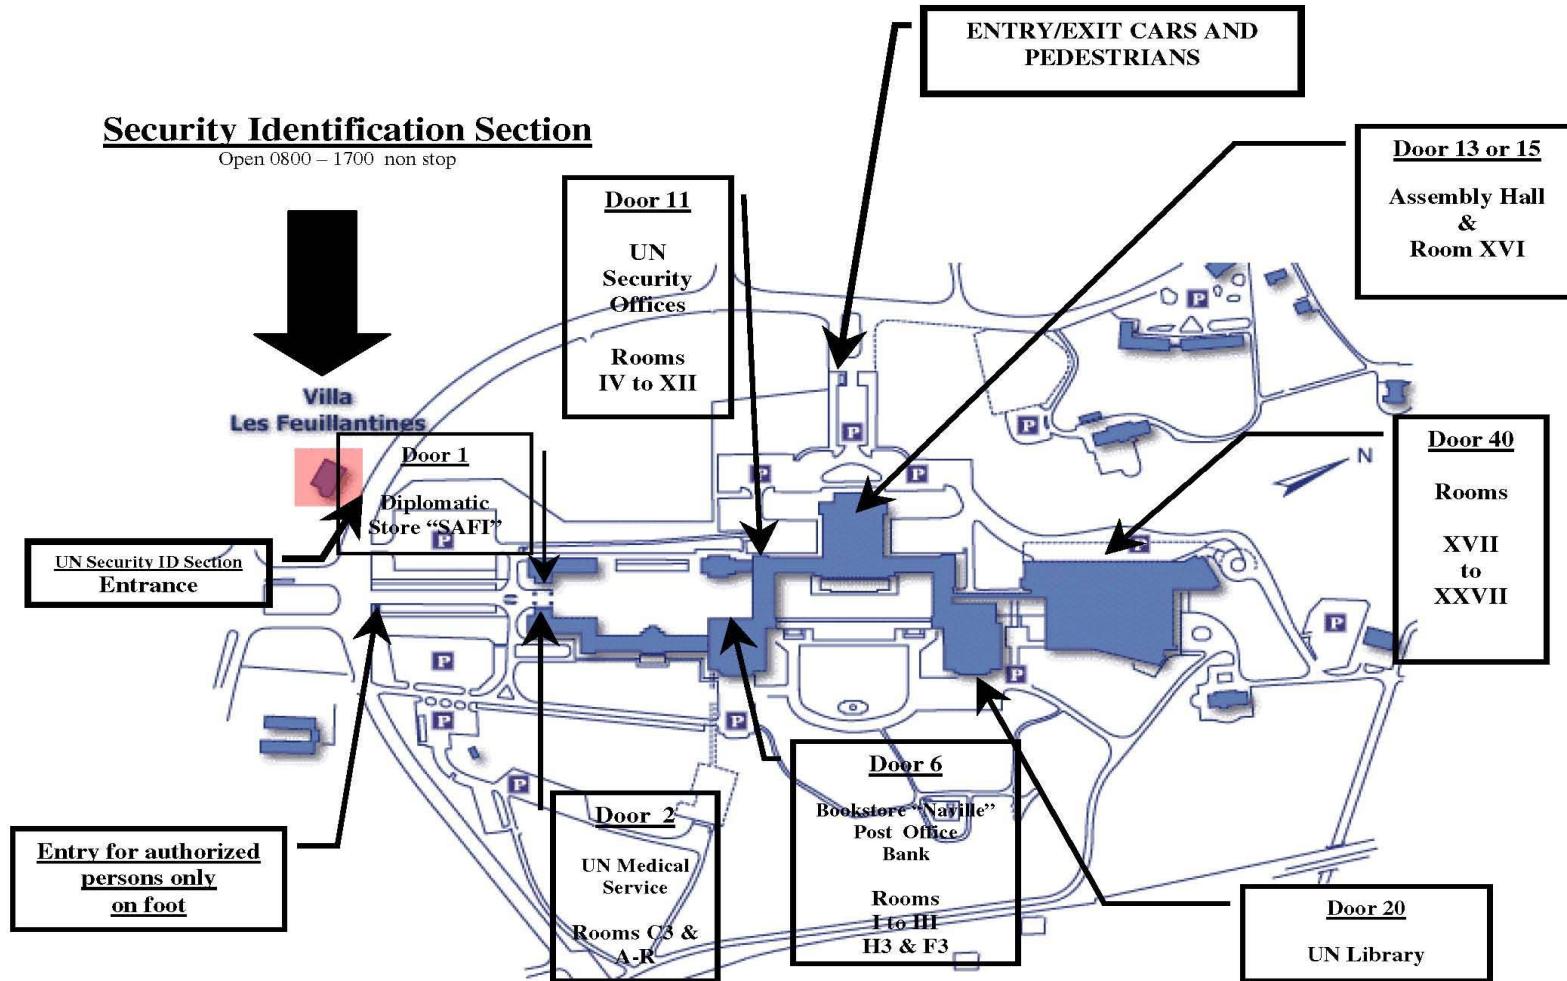 ENTRY/EXIT CARS AND
PEDESTRIANS
Security Identification Section
Open 0800 – 1700 non stop
Door 13 or 15
Assembly Hall
&
Room XVI
Door 11
UN
Security
Offices
Rooms
IV to XII
Villa
Les Feuillantines
Door 1
Diplomatic
Store “SAFI”
UN Security ID Section
Entrance
Door 40
Rooms
XVII
to
XXVII
N
P
P
P
P
P
P
P
P
P
P
P
P
P
P
Entry for authorized
persons only
on foot
Door 2
UN Medical
Service
Rooms C3 &
A-R
Door 6
Bookstore “Naville”
Post Office
Bank
Rooms
I to III
H3 & F3
Door 20
UN Library